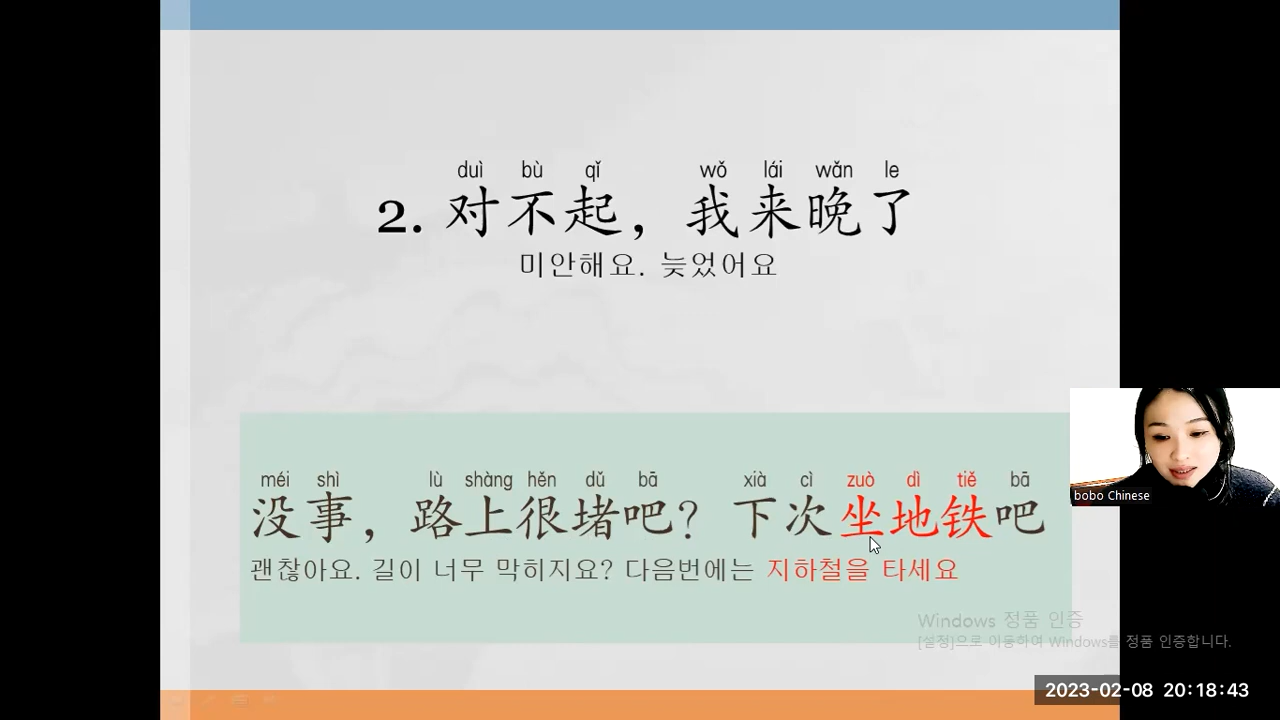 duì bù qǐ wǒ lái wǎn le
2. 对不起，我来晚了
미안해요. 늦었어요
méi shì lù shàng hěn dǔ bā xià cì zuò dì tiě bā
没事，路上很堵吧？下次坐地铁吧
괜찮아요. 길이 너무 막히지요? 다음번에는 지하철을 타세요
bobo Chinese
Windows 정품 인증
[설정]으로 이동하여 Windows를 정품 인증합니다.
2023-02-08 20:18:43